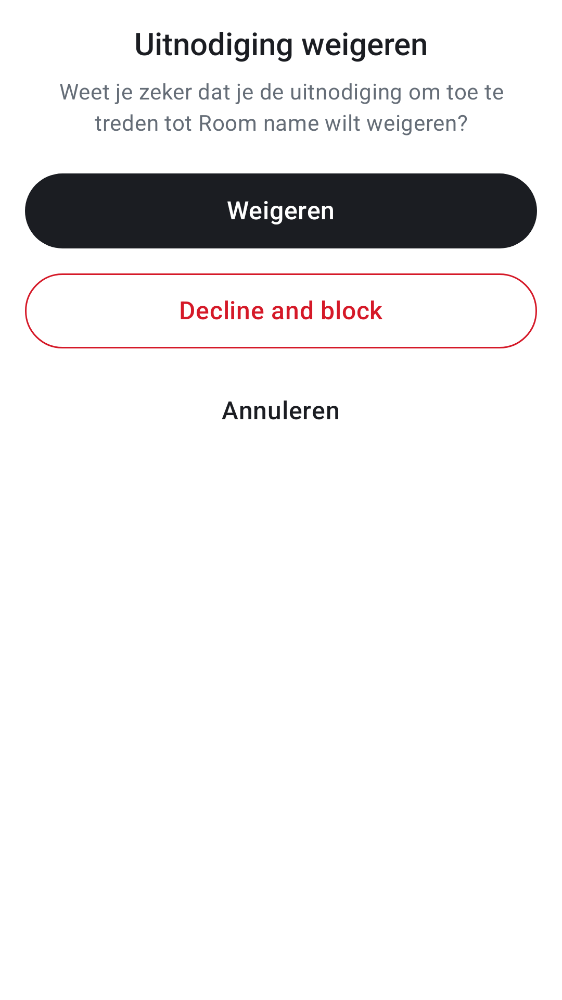 Uitnodiging weigeren
Weet je zeker dat je de uitnodiging om toe te
treden tot Room name wilt weigeren?
Weigeren
Decline and block
Annuleren